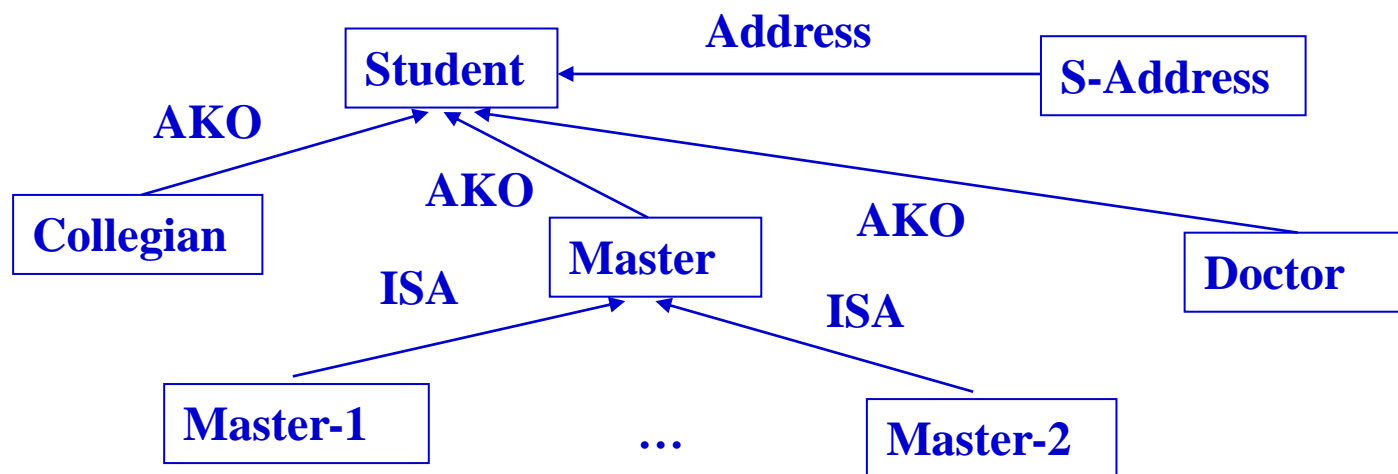 Address
Student
S-Address
AKO
AKO
AKO
Collegian
Master
Doctor
ISA
ISA
Master-1
…
Master-2